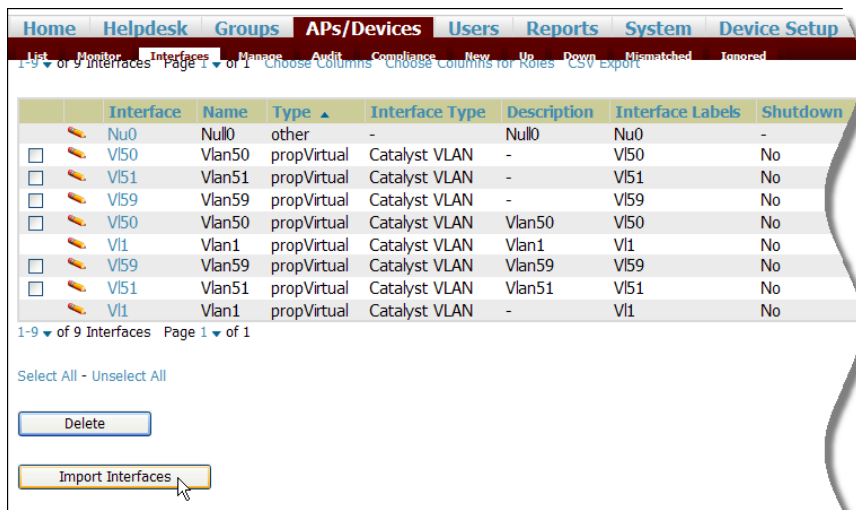 Home Helpdesk Groups APs/Devices Users Reports System Device Setup
List Monitor Interfaces Manage Audit Compliance New Up Down Mismatched Ignored
1-9 of 9 Interfaces Page 1 of 1 Choose Columns Choose Columns for Roles CSV Export
Interface Name Type Interface Type Description Interface Labels Shutdown
Nu0 Null0 other - Null0 Nu0 -
Vl50 Vlan50 propVirtual Catalyst VLAN - Vl50 No
Vl51 Vlan51 propVirtual Catalyst VLAN - Vl51 No
Vl59 Vlan59 propVirtual Catalyst VLAN - Vl59 No
Vl50 Vlan50 propVirtual Catalyst VLAN Vlan50 Vl50 No
Vl1 Vlan1 propVirtual Catalyst VLAN Vlan1 Vl1 No
Vl59 Vlan59 propVirtual Catalyst VLAN Vlan59 Vl59 No
Vl51 Vlan51 propVirtual Catalyst VLAN Vlan51 Vl51 No
Vl1 Vlan1 propVirtual Catalyst VLAN - Vl1 No
1-9 of 9 Interfaces Page 1 of 1
Select All - Unselect All
Delete
Import Interfaces